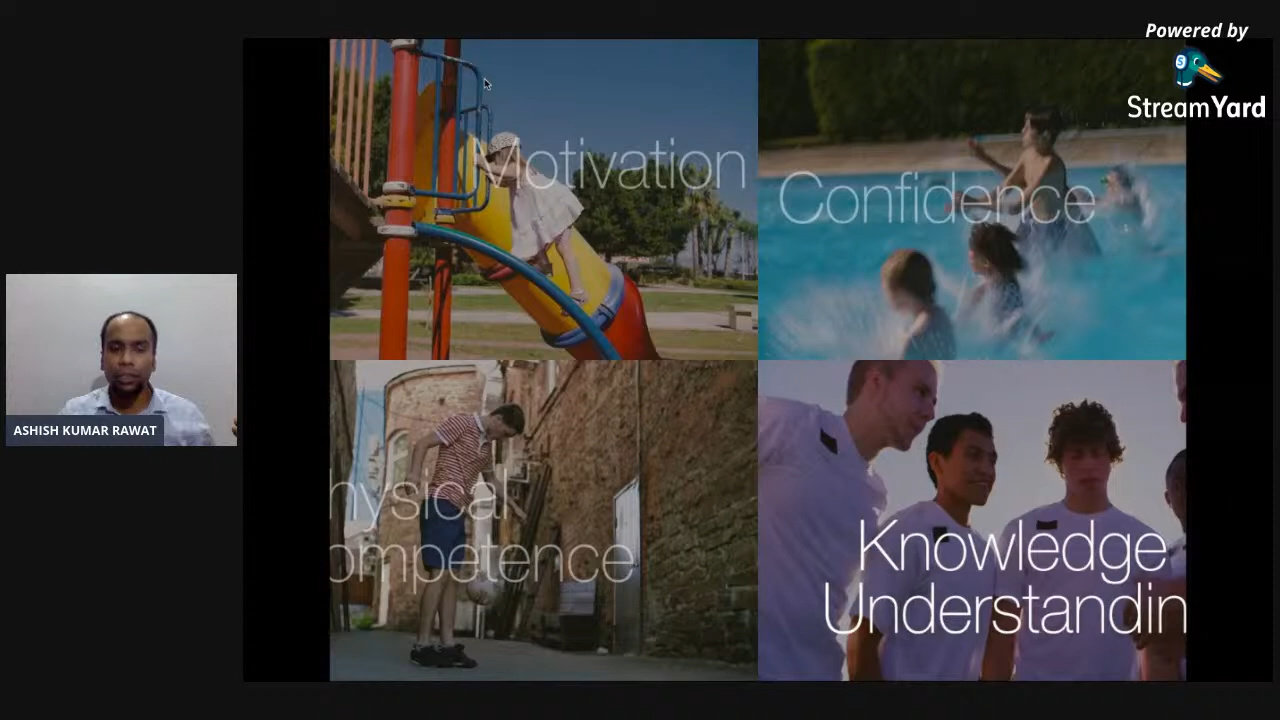 Powered by
StreamYard
Motivation
Confidence
hysical
ompetence
Knowledge
Understandin
ASHISH KUMAR RAWAT